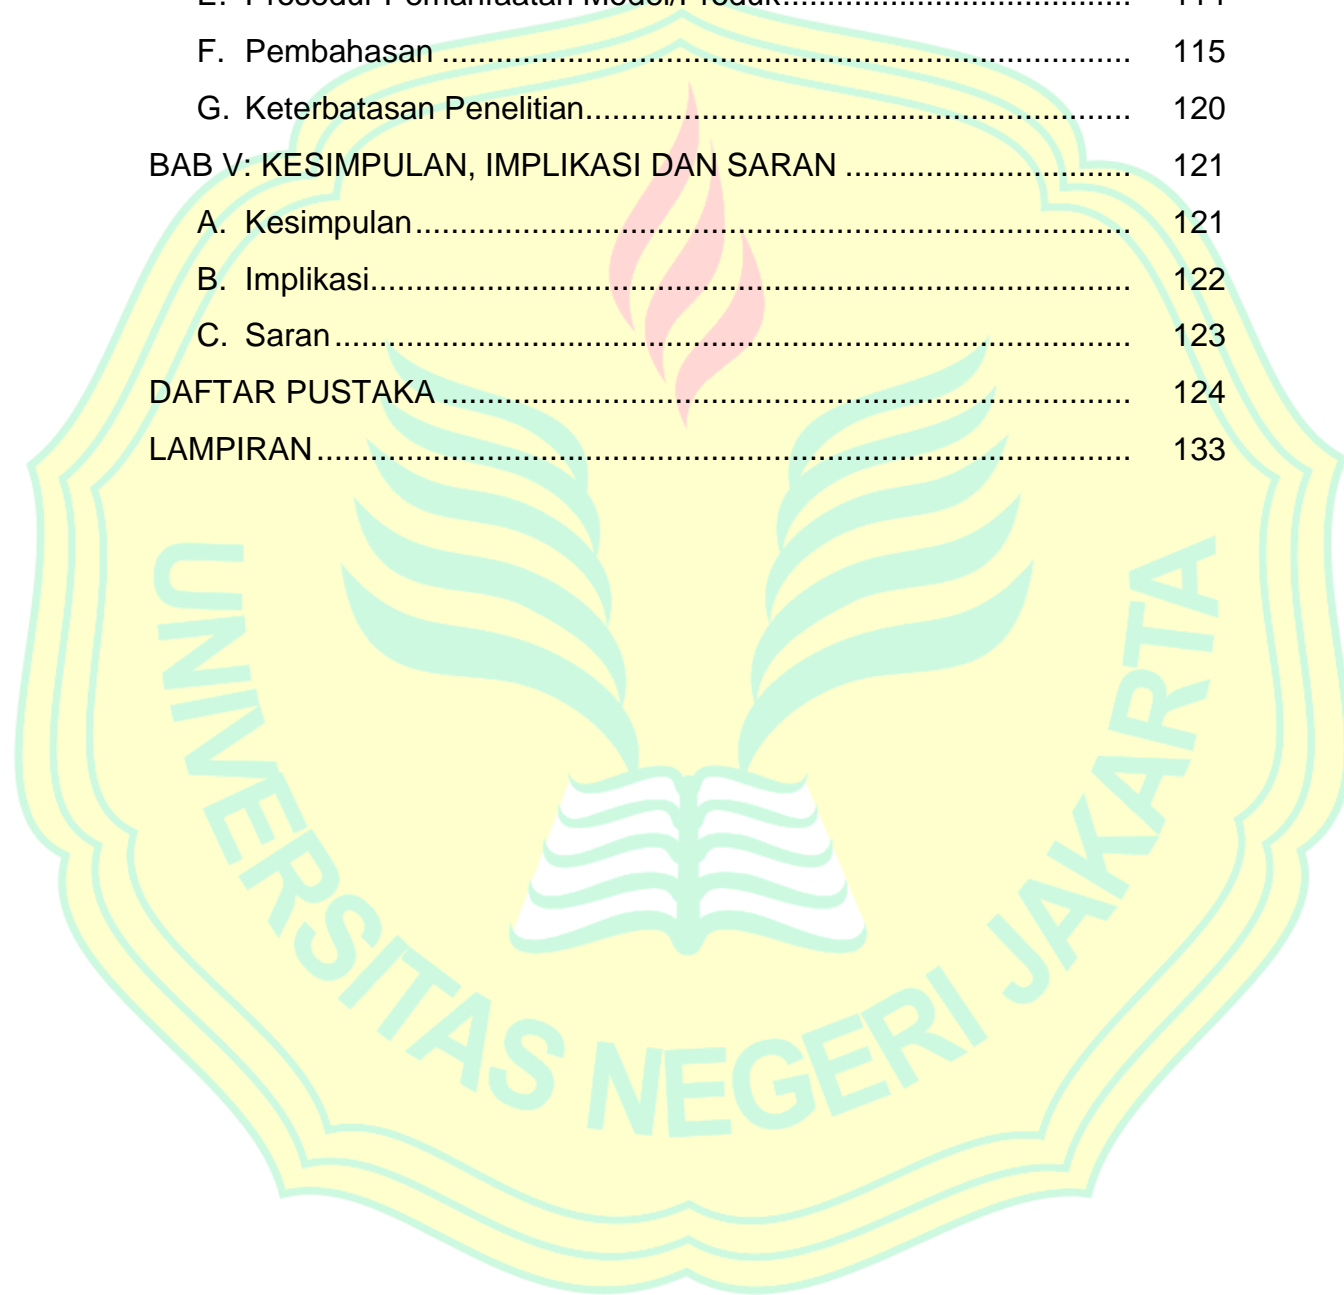 F. Pembahasan ............................................................................. 115
G. Keterbatasan Penelitian............................................................. 120
BAB V: KESIMPULAN, IMPLIKASI DAN SARAN ................................ 121
A. Kesimpulan................................................................................ 121
B. Implikasi..................................................................................... 122
C. Saran ......................................................................................... 123
DAFTAR PUSTAKA ............................................................................. 124
LAMPIRAN........................................................................................... 133
UNIVERSITAS NEGERI JAKARTA